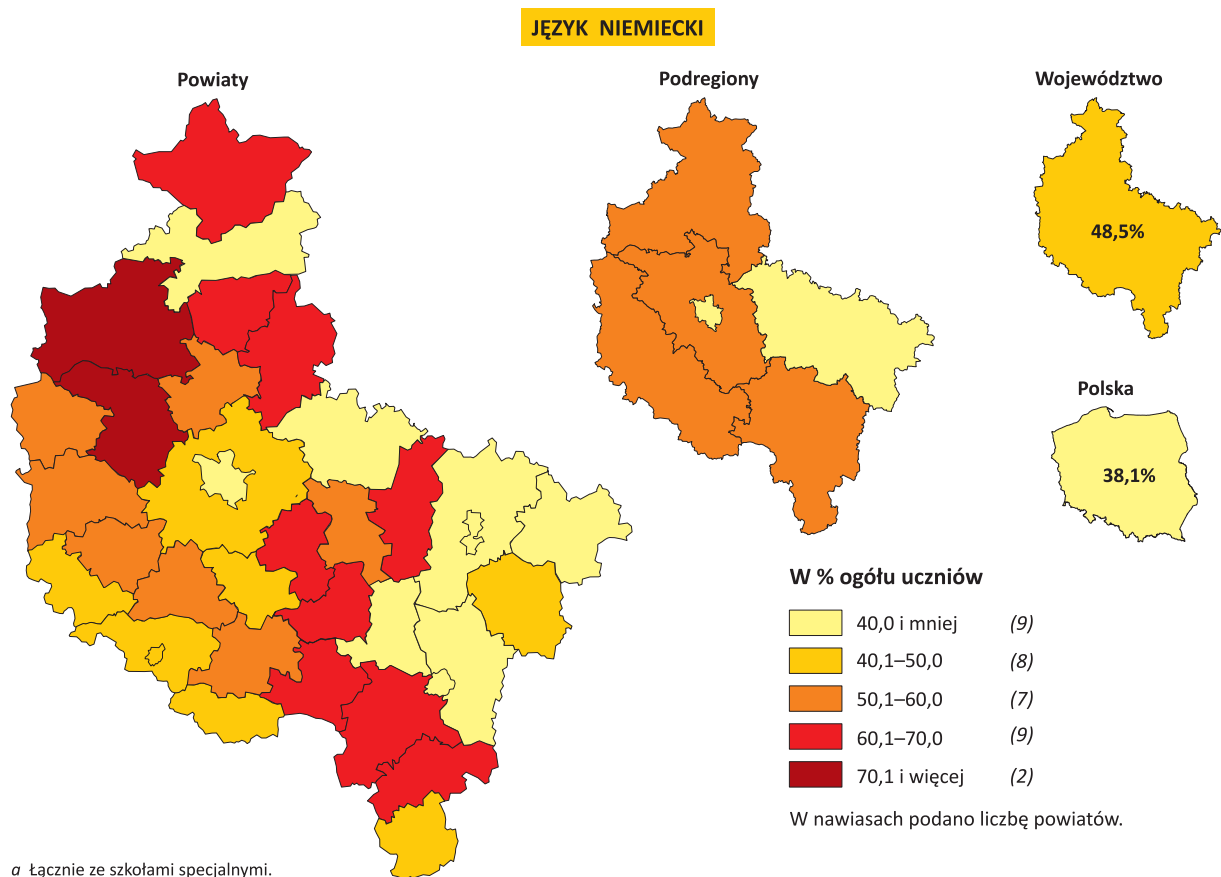 JĘZYK NIEMIECKI
Powiaty
Podregiony
Województwo
48,5%
Polska
38,1%
W % ogółu uczniów
40,0 i mniej (9)
40,1–50,0 (8)
50,1–60,0 (7)
60,1–70,0 (9)
70,1 i więcej (2)
W nawiasach podano liczbę powiatów.
a Łącznie ze szkołami specjalnymi.